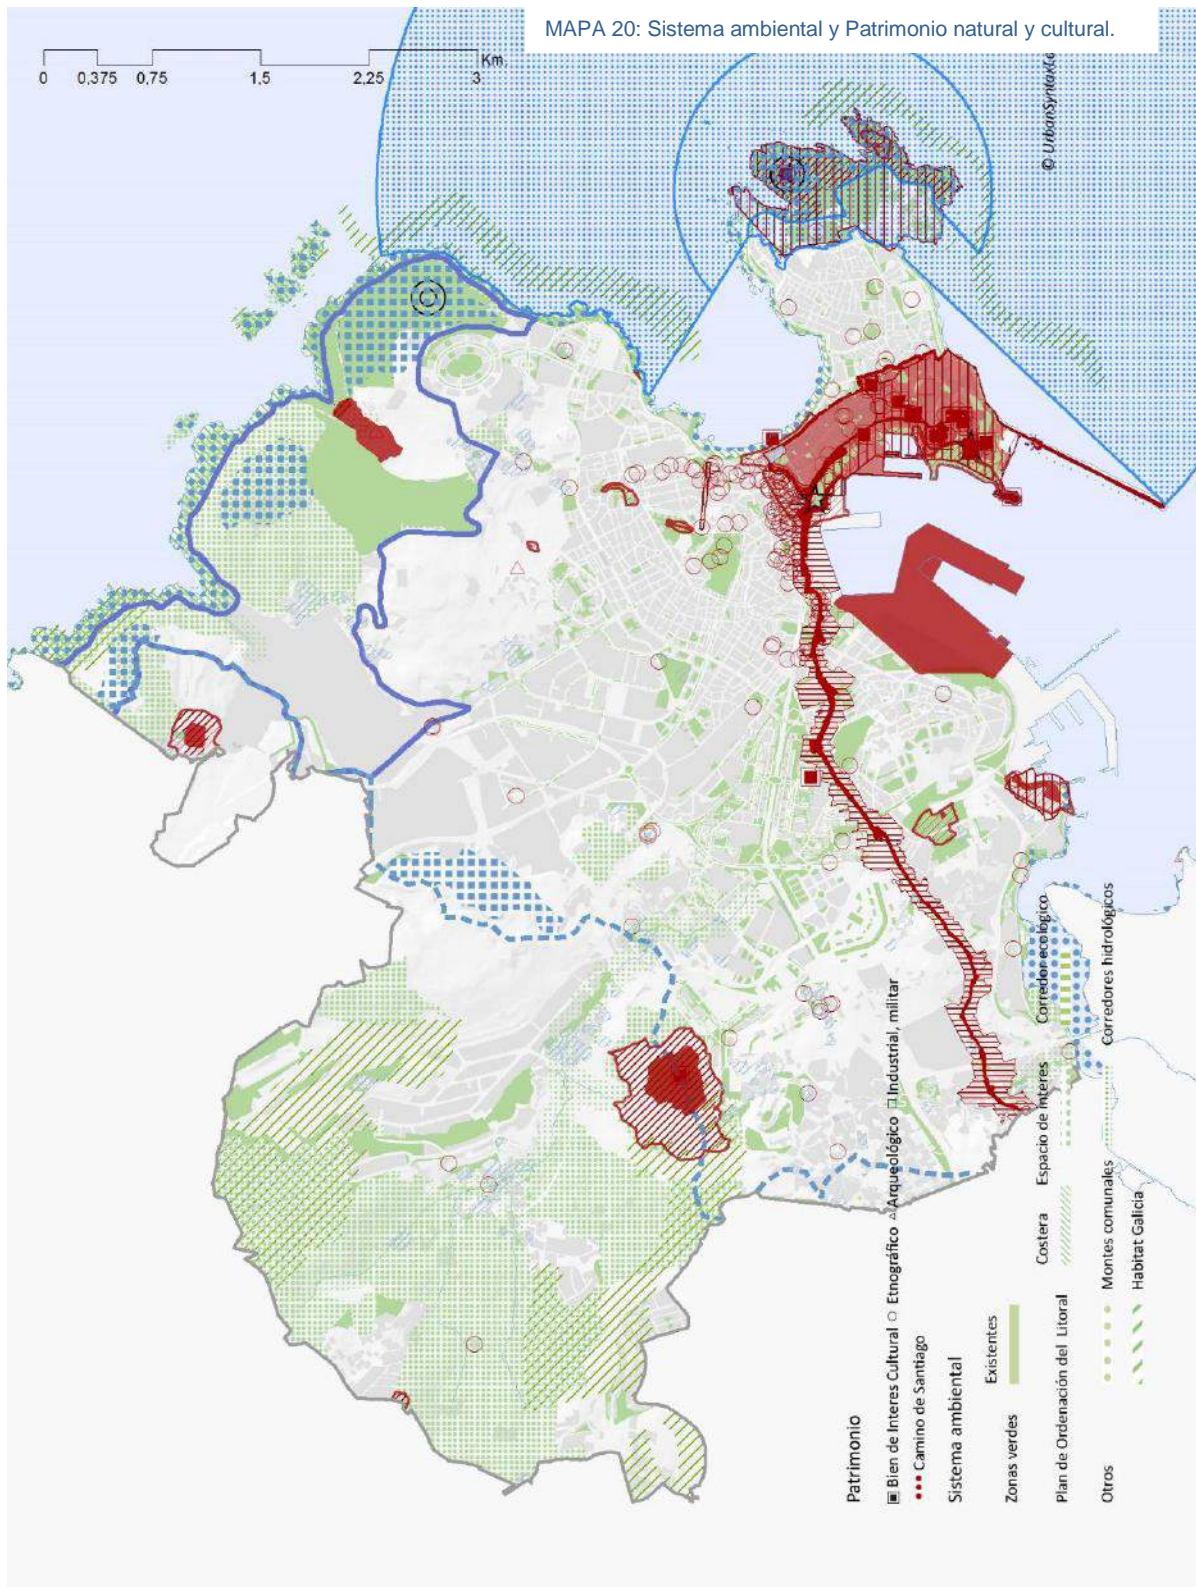 MAPA 20: Sistema ambiental y Patrimonio natural y cultural.
0 0,375 0,75 1,5 2,25 3 Km.
Patrimonio
Bien de Interes Cultural Etnográfico Arqueológico Industrial, militar
Camino de Santiago
Sistema ambiental
Zonas verdes Existentes
Plan de Ordenación del Litoral Costera Espacio de interes Corredor ecológico
Otros Montes comunales Corredores hidrológicos
Habitat Galicia